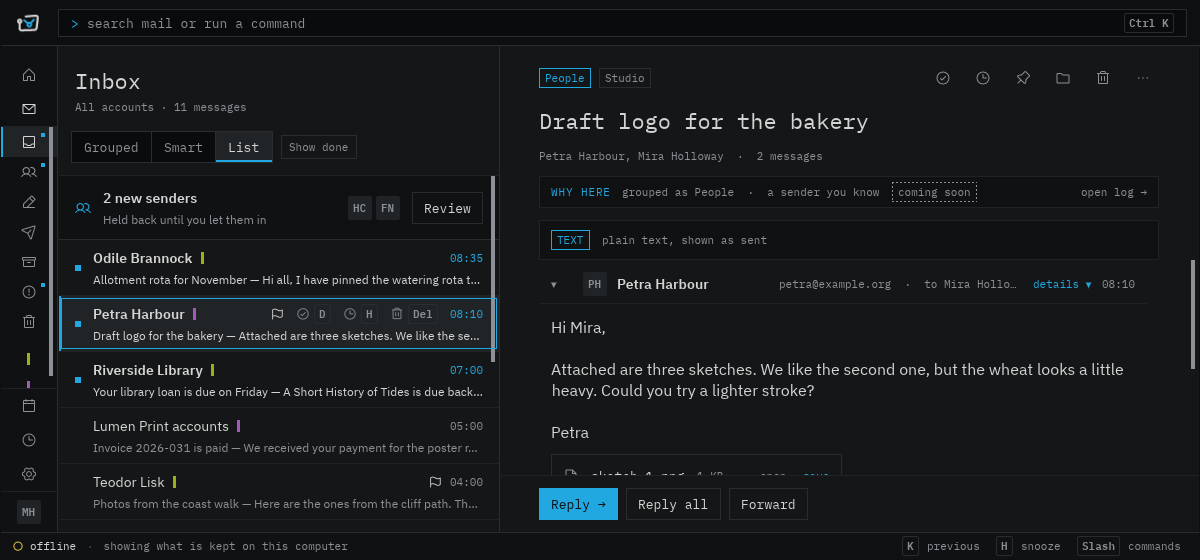 > search mail or run a command Ctrl K
Inbox
All accounts · 11 messages
Grouped Smart List Show done
2 new senders
Held back until you let them in
HC FN Review
Odile Brannock 08:35
Allotment rota for November — Hi all, I have pinned the watering rota t…
Petra Harbour D H Del 08:10
Draft logo for the bakery — Attached are three sketches. We like the se…
Riverside Library 07:00
Your library loan is due on Friday — A Short History of Tides is due back…
Lumen Print accounts 05:00
Invoice 2026-031 is paid — We received your payment for the poster r…
Teodor Lisk 04:00
Photos from the coast walk — Here are the ones from the cliff path. Th…
People Studio
Draft logo for the bakery
Petra Harbour, Mira Holloway · 2 messages
WHY HERE grouped as People · a sender you know coming soon open log →
TEXT plain text, shown as sent
PH Petra Harbour petra@example.org · to Mira Hollo… details ▾ 08:10
Hi Mira,
Attached are three sketches. We like the second one, but the wheat looks a little
heavy. Could you try a lighter stroke?
Petra
Reply → Reply all Forward
MH
offline · showing what is kept on this computer
K previous H snooze Slash commands